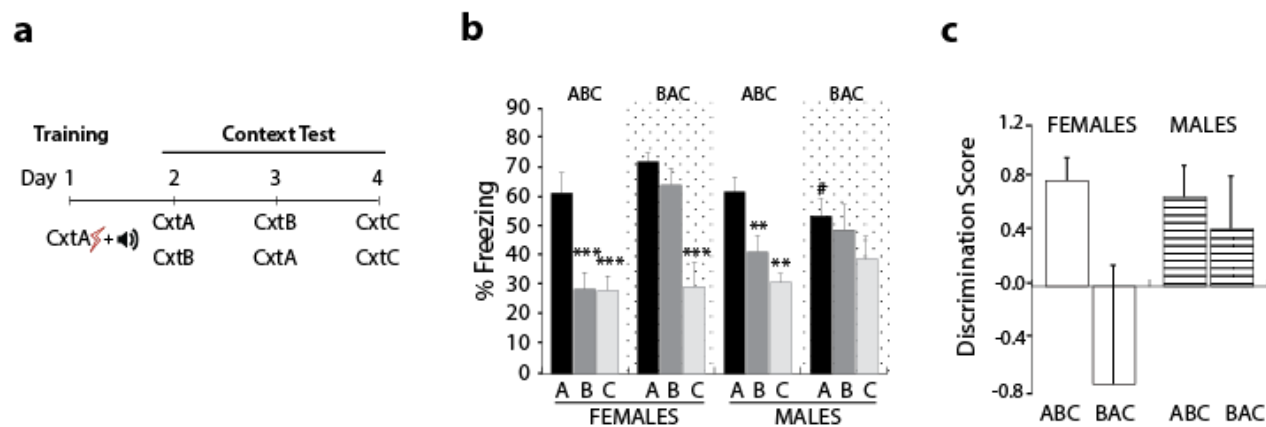 a
Training Context Test
Day 1 2 3 4
CxtA + CxtA CxtB CxtC
CxtB CxtA CxtC
b
ABC BAC ABC BAC
% Freezing
90
80
70
60
50
40
30
20
10
0
*** *** *** ** ** #
A B C A B C A B C A B C
FEMALES MALES
c
FEMALES MALES
Discrimination Score
1.2
0.8
0.4
-0.0
-0.4
-0.8
ABC BAC ABC BAC